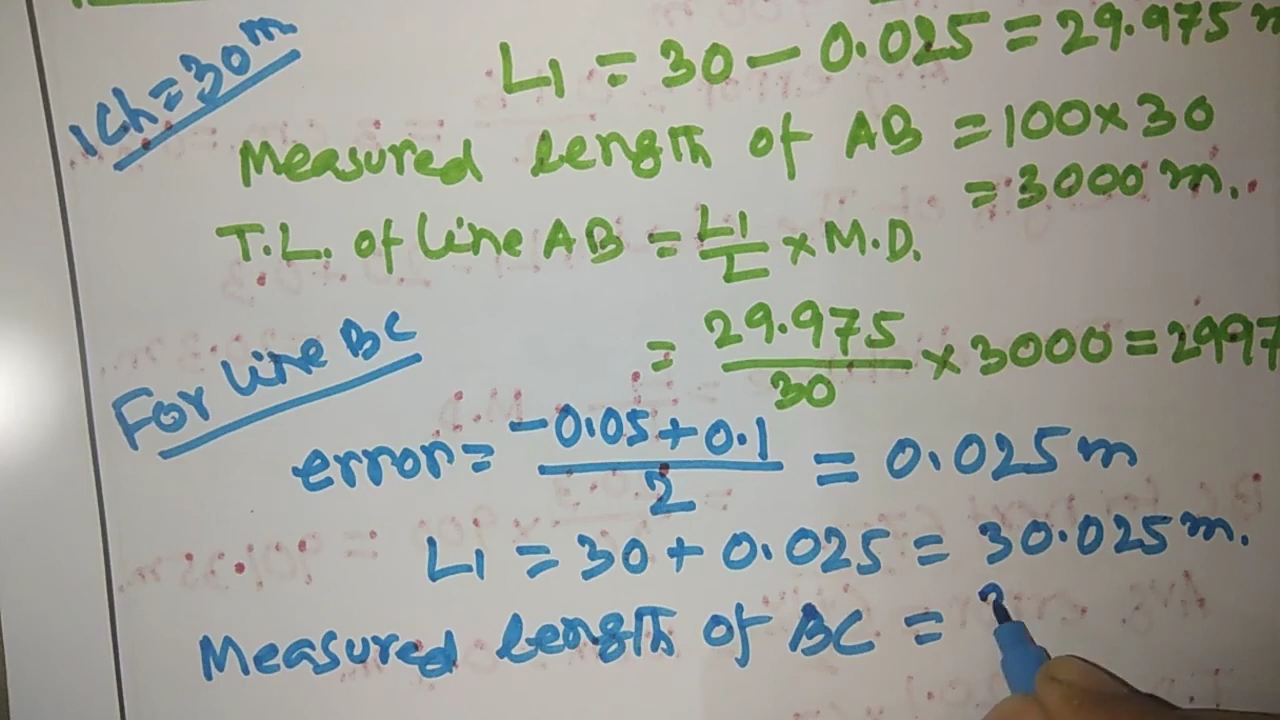 1Ch=30m
L1 = 30 - 0.025 = 29.975 m
Measured length of AB = 100×30
= 3000 m.
T.L. of line AB = L1/L × M.D.
= 29.975/30 × 3000 = 2997
For line BC
error = -0.05+0.1/2 = 0.025 m
L1 = 30 + 0.025 = 30.025 m.
Measured length of BC =